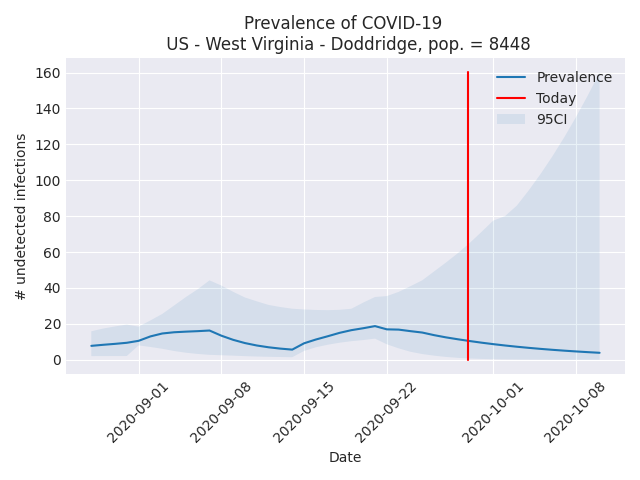 Prevalence of COVID-19
US - West Virginia - Doddridge, pop. = 8448
160
140
120
100
80
60
40
20
0
# undetected infections
Prevalence
Today
95CI
2020-09-01
2020-09-08
2020-09-15
2020-09-22
2020-10-01
2020-10-08
Date